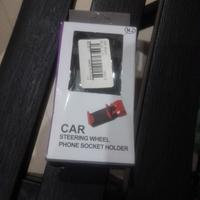 CAR
STEERING WHEEL
PHONE SOCKET HOLDER